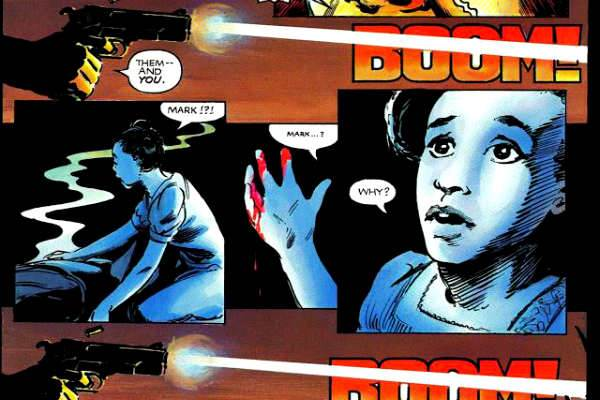 BOOM!
THEM--
AND
YOU.
MARK!?!
MARK...?
WHY?
BOOM!